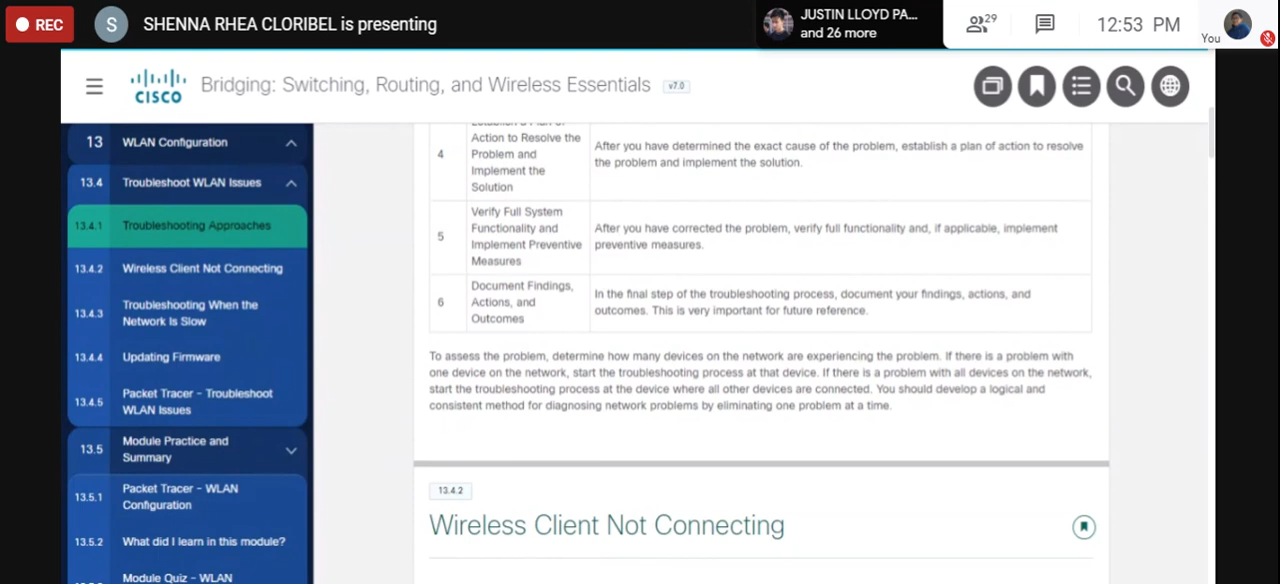 REC
S
SHENNA RHEA CLORIBEL is presenting
JUSTIN LLOYD PA...
and 26 more
29
12:53 PM
You
CISCO
Bridging: Switching, Routing, and Wireless Essentials
v7.0
13
WLAN Configuration
13.4
Troubleshoot WLAN Issues
13.4.1
Troubleshooting Approaches
13.4.2
Wireless Client Not Connecting
13.4.3
Troubleshooting When the
Network Is Slow
13.4.4
Updating Firmware
13.4.5
Packet Tracer - Troubleshoot
WLAN Issues
13.5
Module Practice and
Summary
13.5.1
Packet Tracer - WLAN
Configuration
13.5.2
What did I learn in this module?
Module Quiz - WLAN
4
Establish a Plan of
Action to Resolve the
Problem and
Implement the
Solution
After you have determined the exact cause of the problem, establish a plan of action to resolve
the problem and implement the solution.
5
Verify Full System
Functionality and
Implement Preventive
Measures
After you have corrected the problem, verify full functionality and, if applicable, implement
preventive measures.
6
Document Findings,
Actions, and
Outcomes
In the final step of the troubleshooting process, document your findings, actions, and
outcomes. This is very important for future reference.
To assess the problem, determine how many devices on the network are experiencing the problem. If there is a problem with
one device on the network, start the troubleshooting process at that device. If there is a problem with all devices on the network,
start the troubleshooting process at the device where all other devices are connected. You should develop a logical and
consistent method for diagnosing network problems by eliminating one problem at a time.
13.4.2
Wireless Client Not Connecting